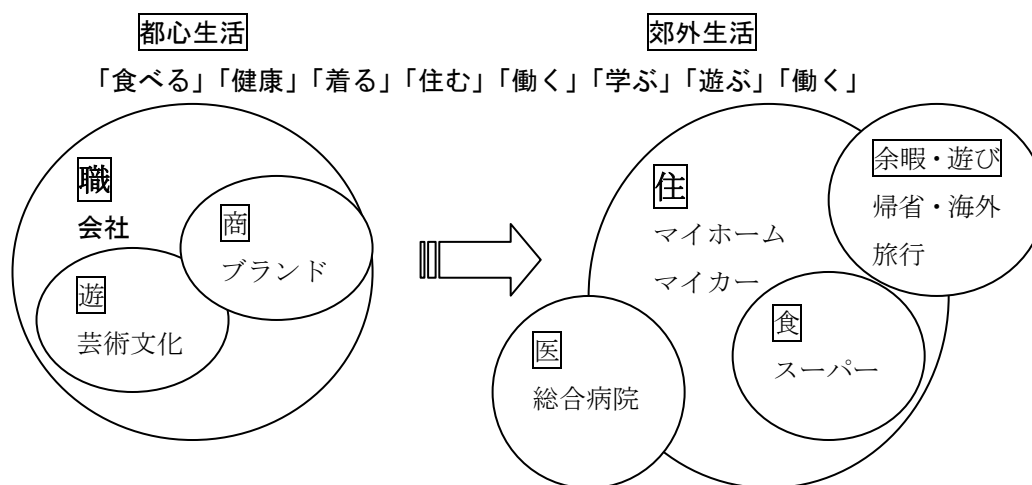 都心生活
郊外生活
「食べる」「健康」「着る」「住む」「働く」「学ぶ」「遊ぶ」「働く」
職
会社
商
ブランド
遊
芸術文化
住
マイホーム
マイカー
余暇・遊び
帰省・海外
旅行
食
スーパー
医
総合病院